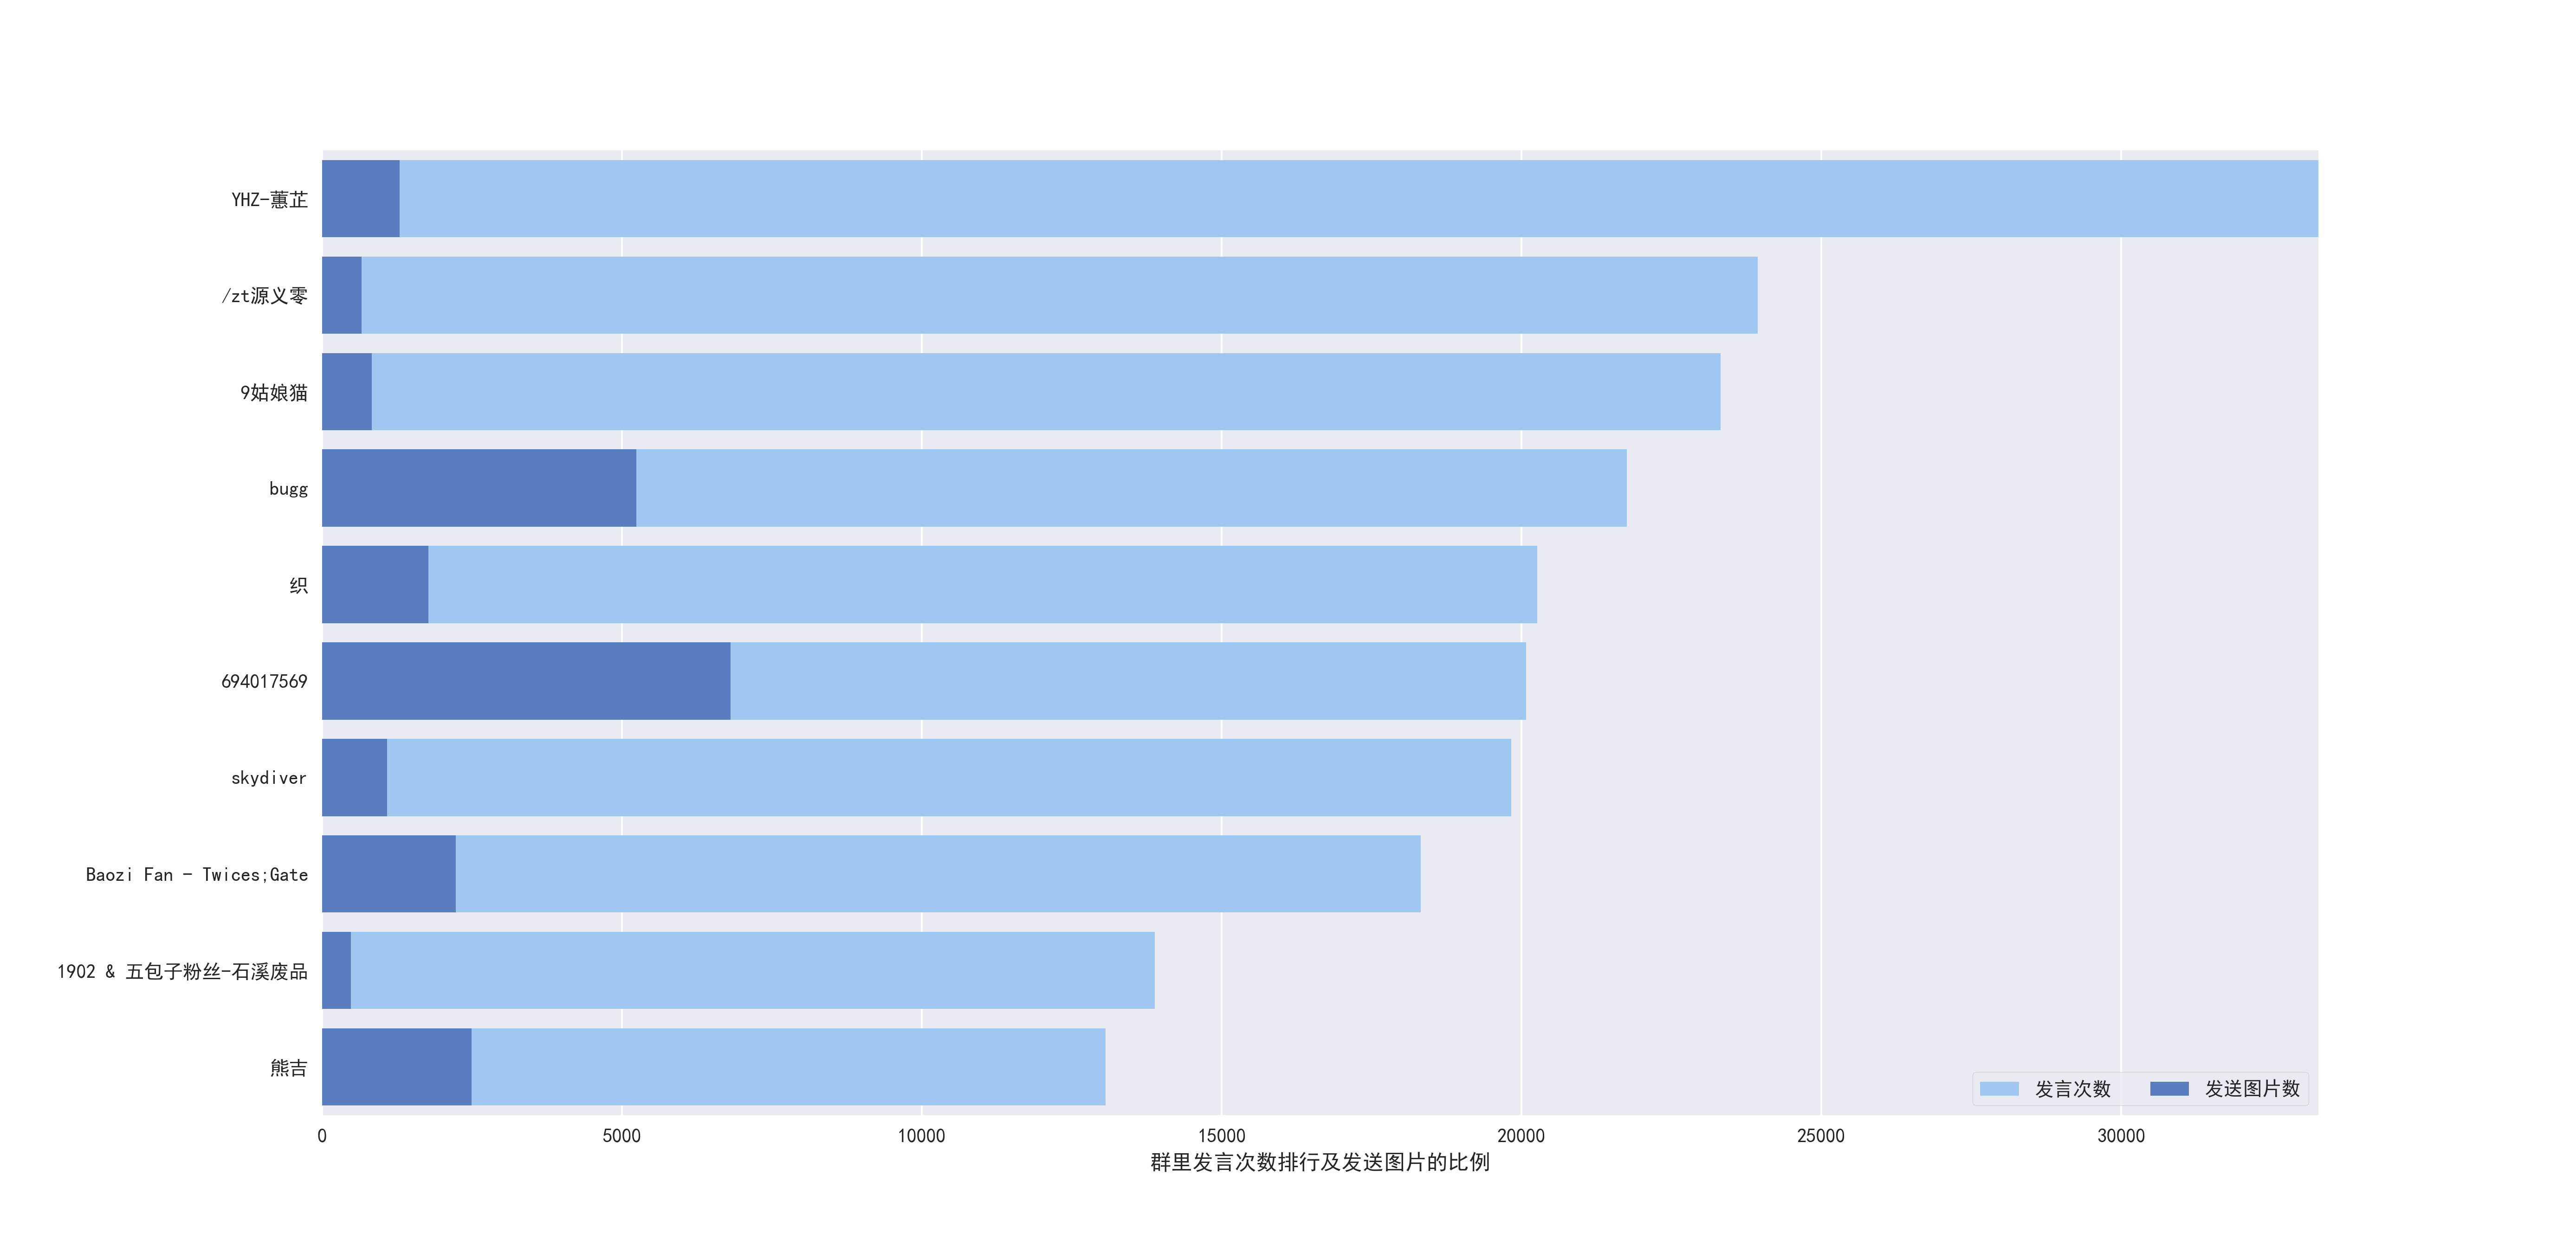 YHZ-蕙芷
/zt源义零
9姑娘猫
bugg
织
694017569
skydiver
Baozi Fan - Twices;Gate
1902 & 五包子粉丝-石溪废品
熊吉
发言次数 发送图片数
0 5000 10000 15000 20000 25000 30000
群里发言次数排行及发送图片的比例